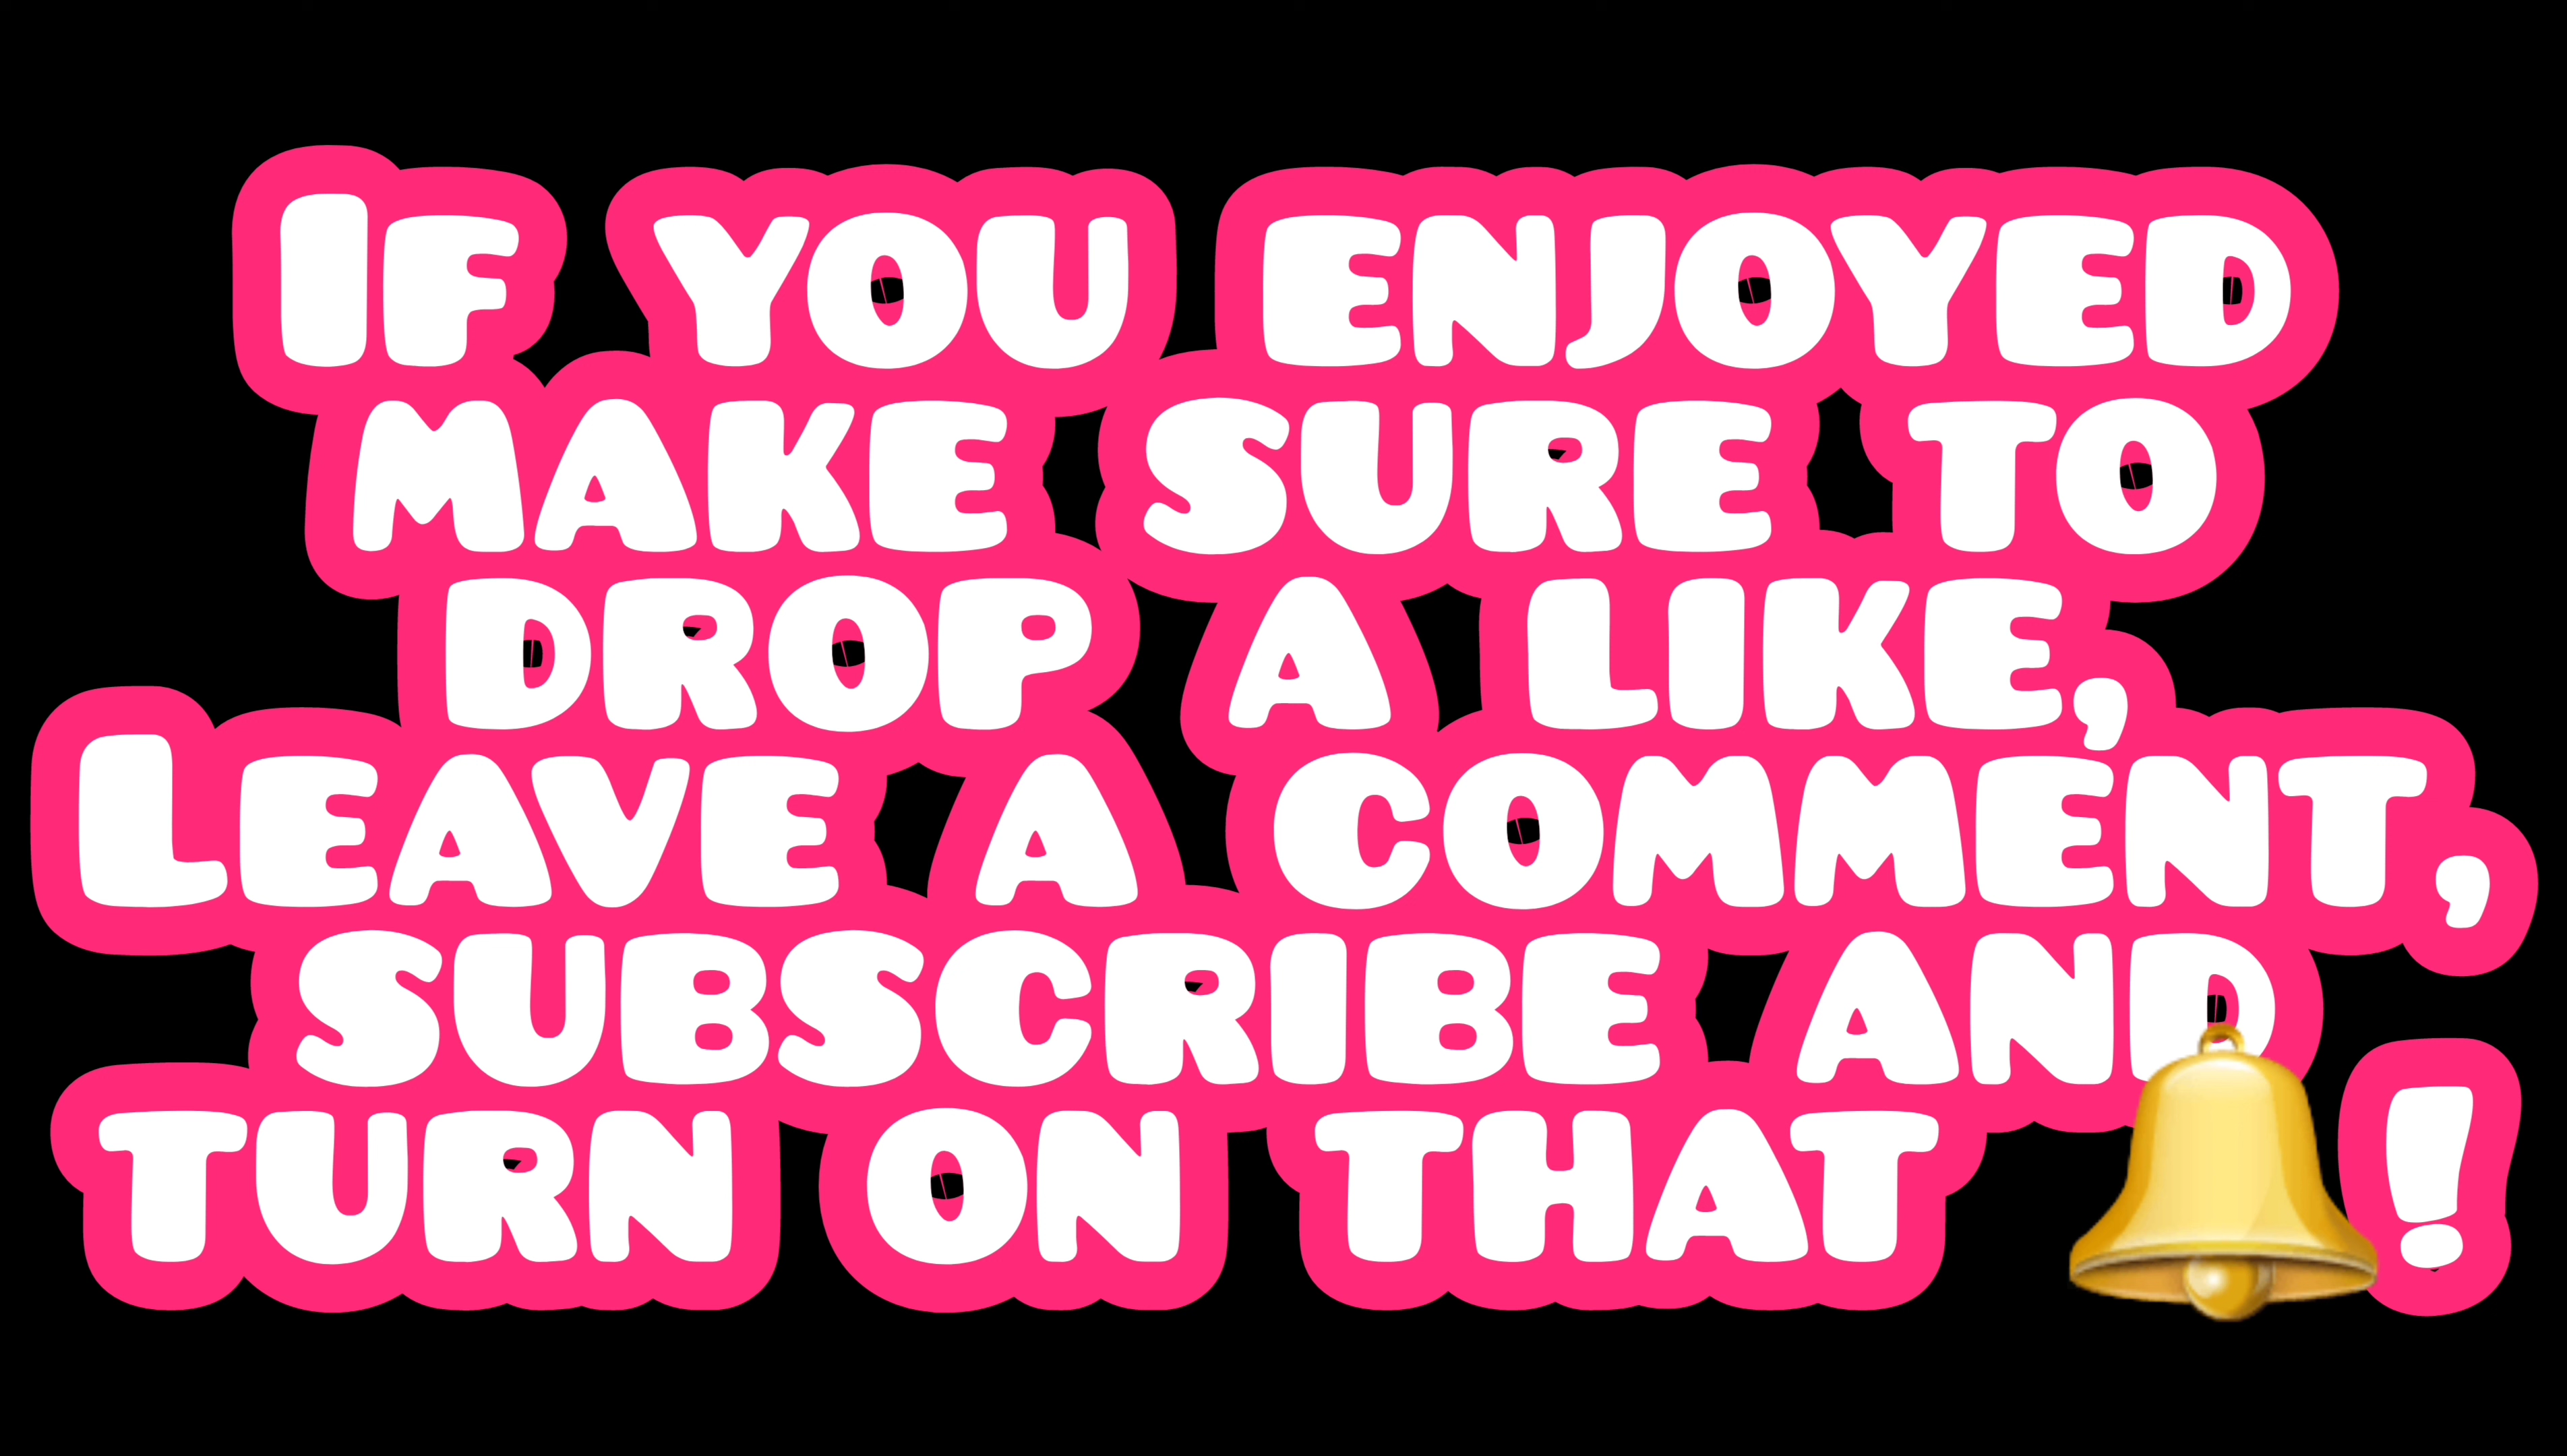 If you enjoyed
make sure to
drop a like,
Leave a comment,
subscribe and
turn on that 🔔!